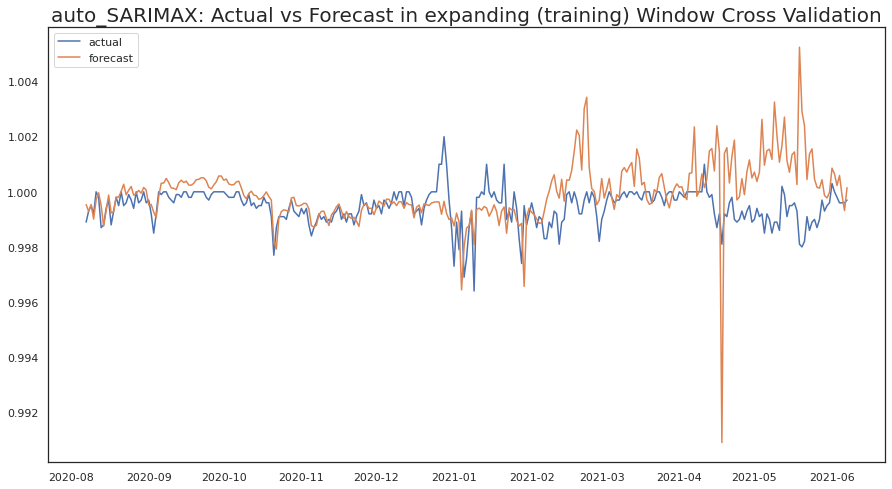 auto_SARIMAX: Actual vs Forecast in expanding (training) Window Cross Validation
actual
forecast
1.004
1.002
1.000
0.998
0.996
0.994
0.992
2020-08 2020-09 2020-10 2020-11 2020-12 2021-01 2021-02 2021-03 2021-04 2021-05 2021-06